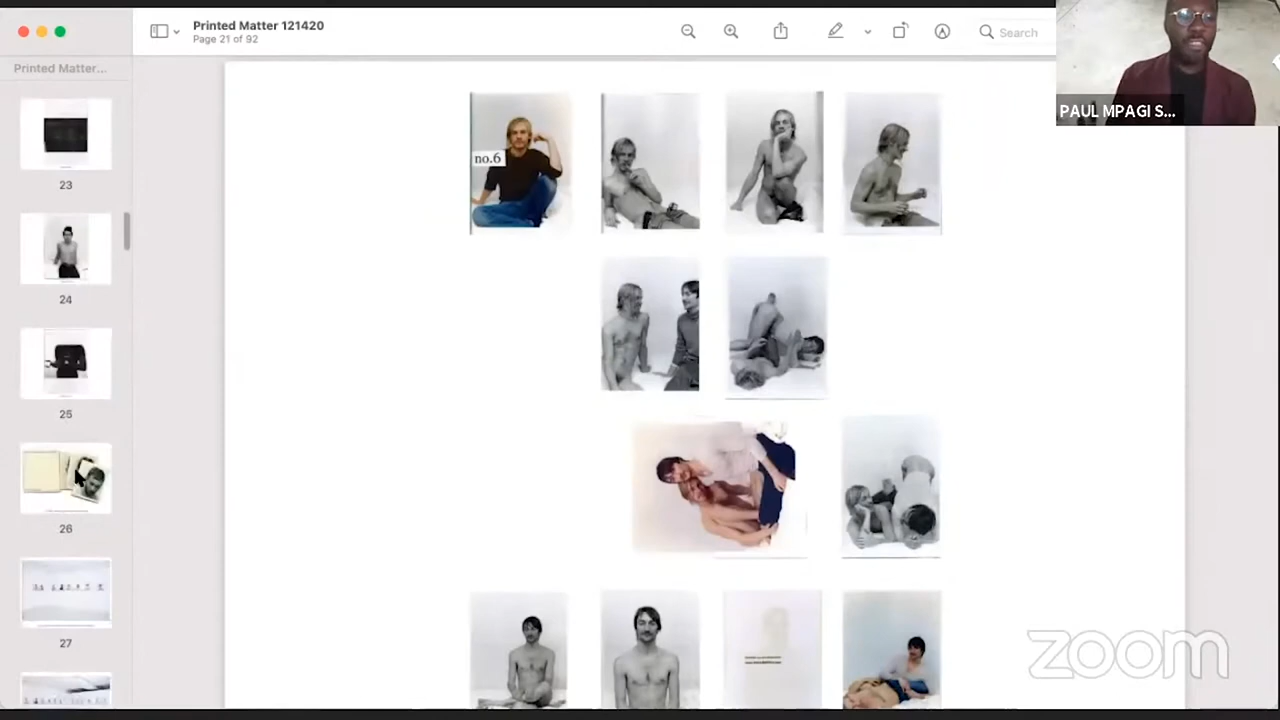 Printed Matter 121420
Page 21 of 92
Search
Printed Matter...
PAUL MPAGI S...
no.6
23
24
25
26
27
zoom